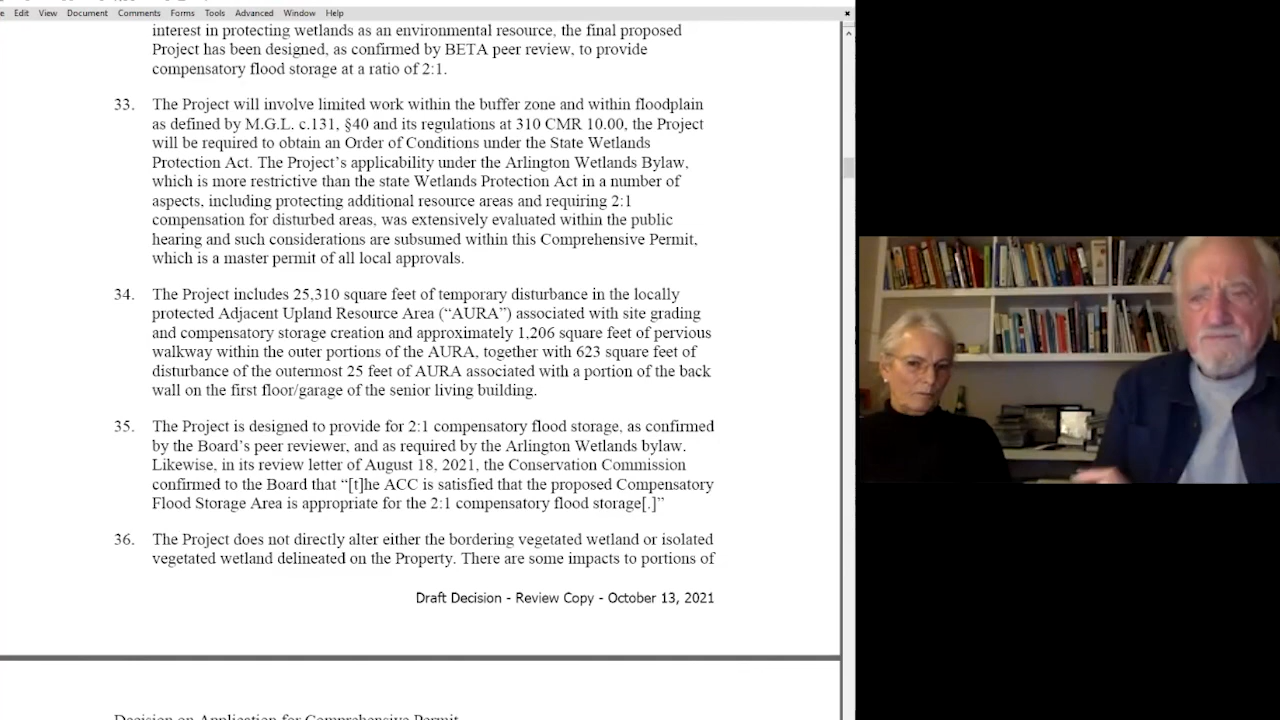 Edit View Document Comments Forms Tools Advanced Window Help
interest in protecting wetlands as an environmental resource, the final proposed
Project has been designed, as confirmed by BETA peer review, to provide
compensatory flood storage at a ratio of 2:1.
33. The Project will involve limited work within the buffer zone and within floodplain
as defined by M.G.L. c.131, §40 and its regulations at 310 CMR 10.00, the Project
will be required to obtain an Order of Conditions under the State Wetlands
Protection Act. The Project's applicability under the Arlington Wetlands Bylaw,
which is more restrictive than the state Wetlands Protection Act in a number of
aspects, including protecting additional resource areas and requiring 2:1
compensation for disturbed areas, was extensively evaluated within the public
hearing and such considerations are subsumed within this Comprehensive Permit,
which is a master permit of all local approvals.
34. The Project includes 25,310 square feet of temporary disturbance in the locally
protected Adjacent Upland Resource Area (“AURA”) associated with site grading
and compensatory storage creation and approximately 1,206 square feet of pervious
walkway within the outer portions of the AURA, together with 623 square feet of
disturbance of the outermost 25 feet of AURA associated with a portion of the back
wall on the first floor/garage of the senior living building.
35. The Project is designed to provide for 2:1 compensatory flood storage, as confirmed
by the Board's peer reviewer, and as required by the Arlington Wetlands bylaw.
Likewise, in its review letter of August 18, 2021, the Conservation Commission
confirmed to the Board that “[t]he ACC is satisfied that the proposed Compensatory
Flood Storage Area is appropriate for the 2:1 compensatory flood storage[.]”
36. The Project does not directly alter either the bordering vegetated wetland or isolated
vegetated wetland delineated on the Property. There are some impacts to portions of
Draft Decision - Review Copy - October 13, 2021
Decision on Application for Comprehensive Permit